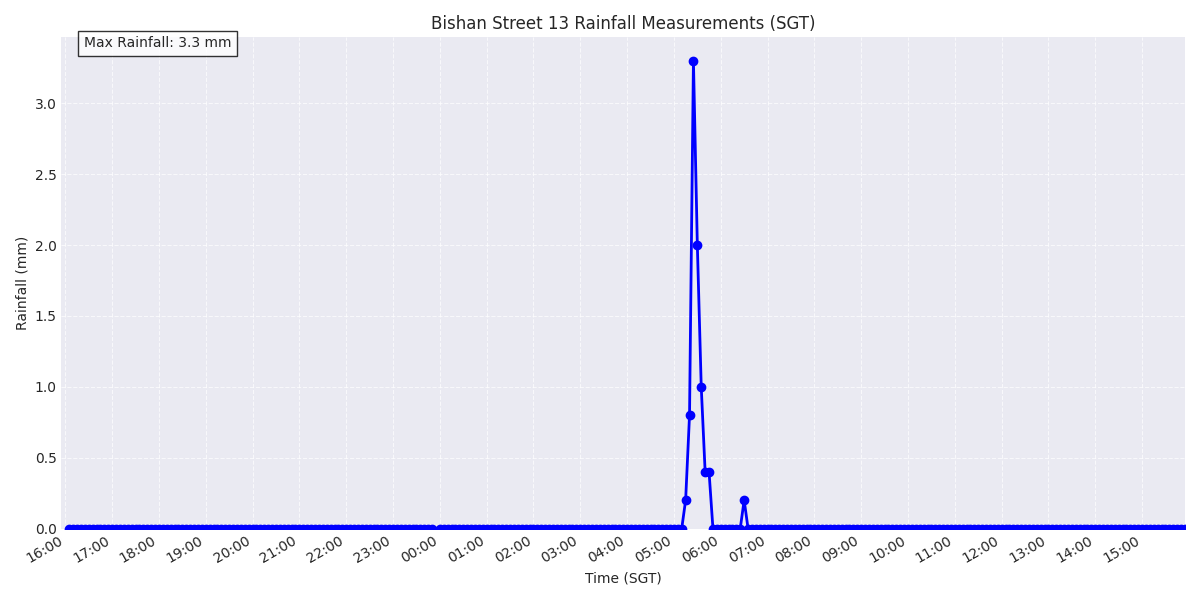 Bishan Street 13 Rainfall Measurements (SGT)
Max Rainfall: 3.3 mm
Rainfall (mm)
3.0
2.5
2.0
1.5
1.0
0.5
0.0
16:00 17:00 18:00 19:00 20:00 21:00 22:00 23:00 00:00 01:00 02:00 03:00 04:00 05:00 06:00 07:00 08:00 09:00 10:00 11:00 12:00 13:00 14:00 15:00
Time (SGT)